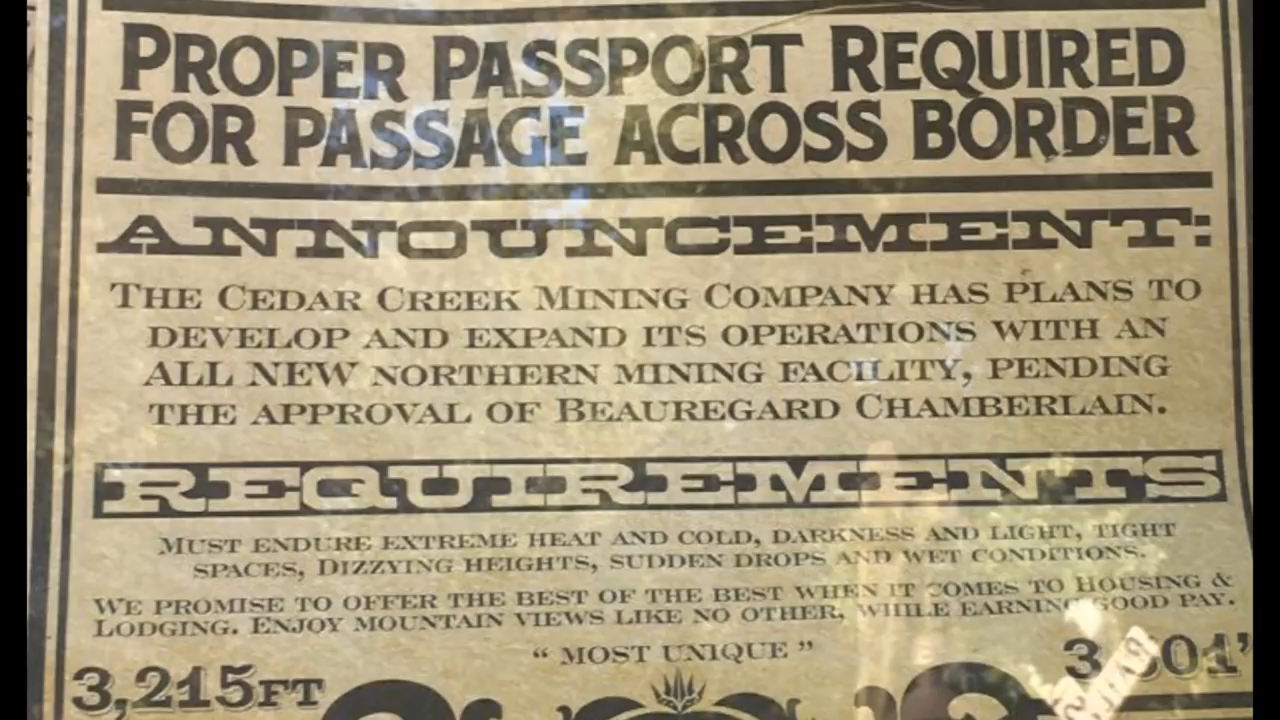 PROPER PASSPORT REQUIRED
FOR PASSAGE ACROSS BORDER
ANNOUNCEMENT:
THE CEDAR CREEK MINING COMPANY HAS PLANS TO
DEVELOP AND EXPAND ITS OPERATIONS WITH AN
ALL NEW NORTHERN MINING FACILITY, PENDING
THE APPROVAL OF BEAUREGARD CHAMBERLAIN.
REQUIREMENTS
MUST ENDURE EXTREME HEAT AND COLD, DARKNESS AND LIGHT, TIGHT
SPACES, DIZZYING HEIGHTS, SUDDEN DROPS AND WET CONDITIONS.
WE PROMISE TO OFFER THE BEST OF THE BEST WHEN IT COMES TO HOUSING &
LODGING. ENJOY MOUNTAIN VIEWS LIKE NO OTHER, WHILE EARNING GOOD PAY.
“ MOST UNIQUE ”
3,215FT